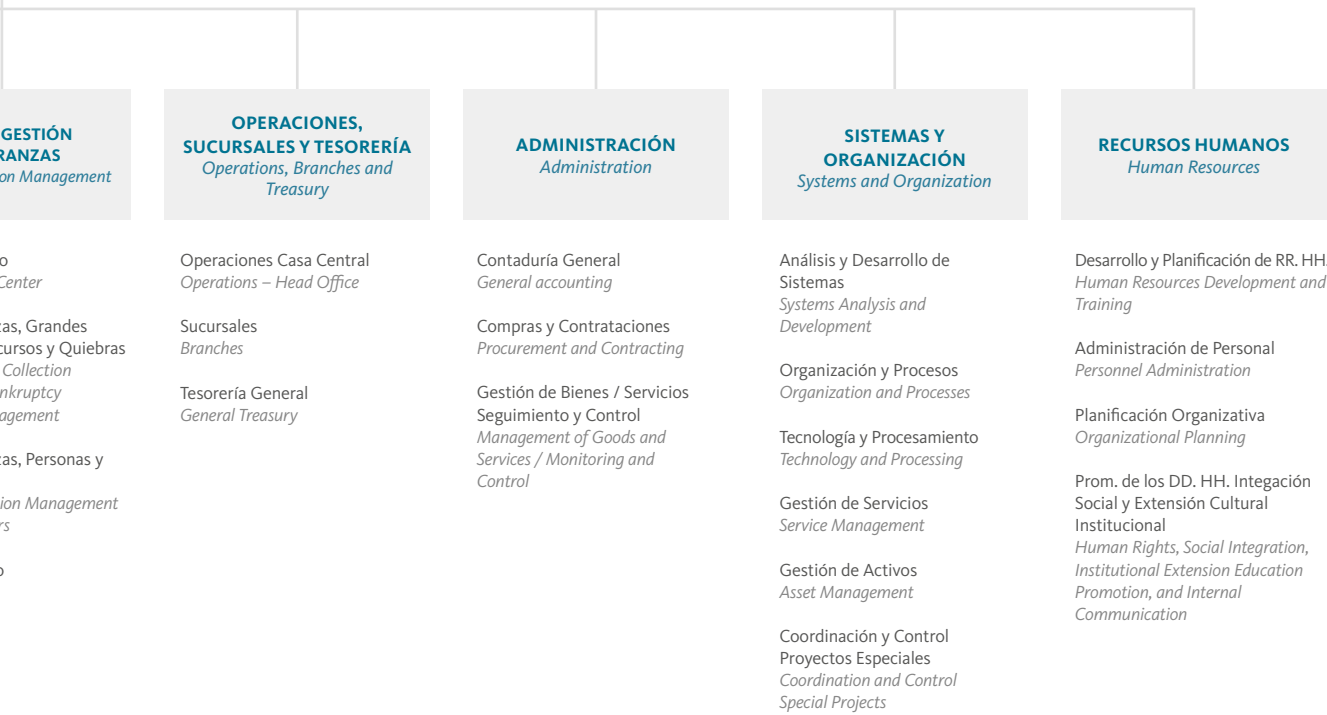 GESTIÓN
on Management
Center
zas, Grandes
cursos y Quiebras
Collection
zas, Personas y
ion Management
OPERACIONES,
SUCURSALES Y TESORERÍA
Operations, Branches and
Treasury
Operaciones Casa Central
Operations – Head Office
Sucursales
Branches
Tesorería General
General Treasury
ADMINISTRACIÓN
Administration
Contaduría General
General accounting
Compras y Contrataciones
Procurement and Contracting
Gestión de Bienes / Servicios
Seguimiento y Control
Management of Goods and
Services / Monitoring and
Control
SISTEMAS Y
ORGANIZACIÓN
Systems and Organization
Análisis y Desarrollo de
Sistemas
Systems Analysis and
Development
Organización y Procesos
Organization and Processes
Tecnología y Procesamiento
Technology and Processing
Gestión de Servicios
Service Management
Gestión de Activos
Asset Management
Coordinación y Control
Proyectos Especiales
Coordination and Control
Special Projects
RECURSOS HUMANOS
Human Resources
Desarrollo y Planificación de RR. HH.
Human Resources Development and
Training
Administración de Personal
Personnel Administration
Planificación Organizativa
Organizational Planning
Prom. de los DD. HH. Integación
Social y Extensión Cultural
Institucional
Human Rights, Social Integration,
Institutional Extension Education
Promotion, and Internal
Communication